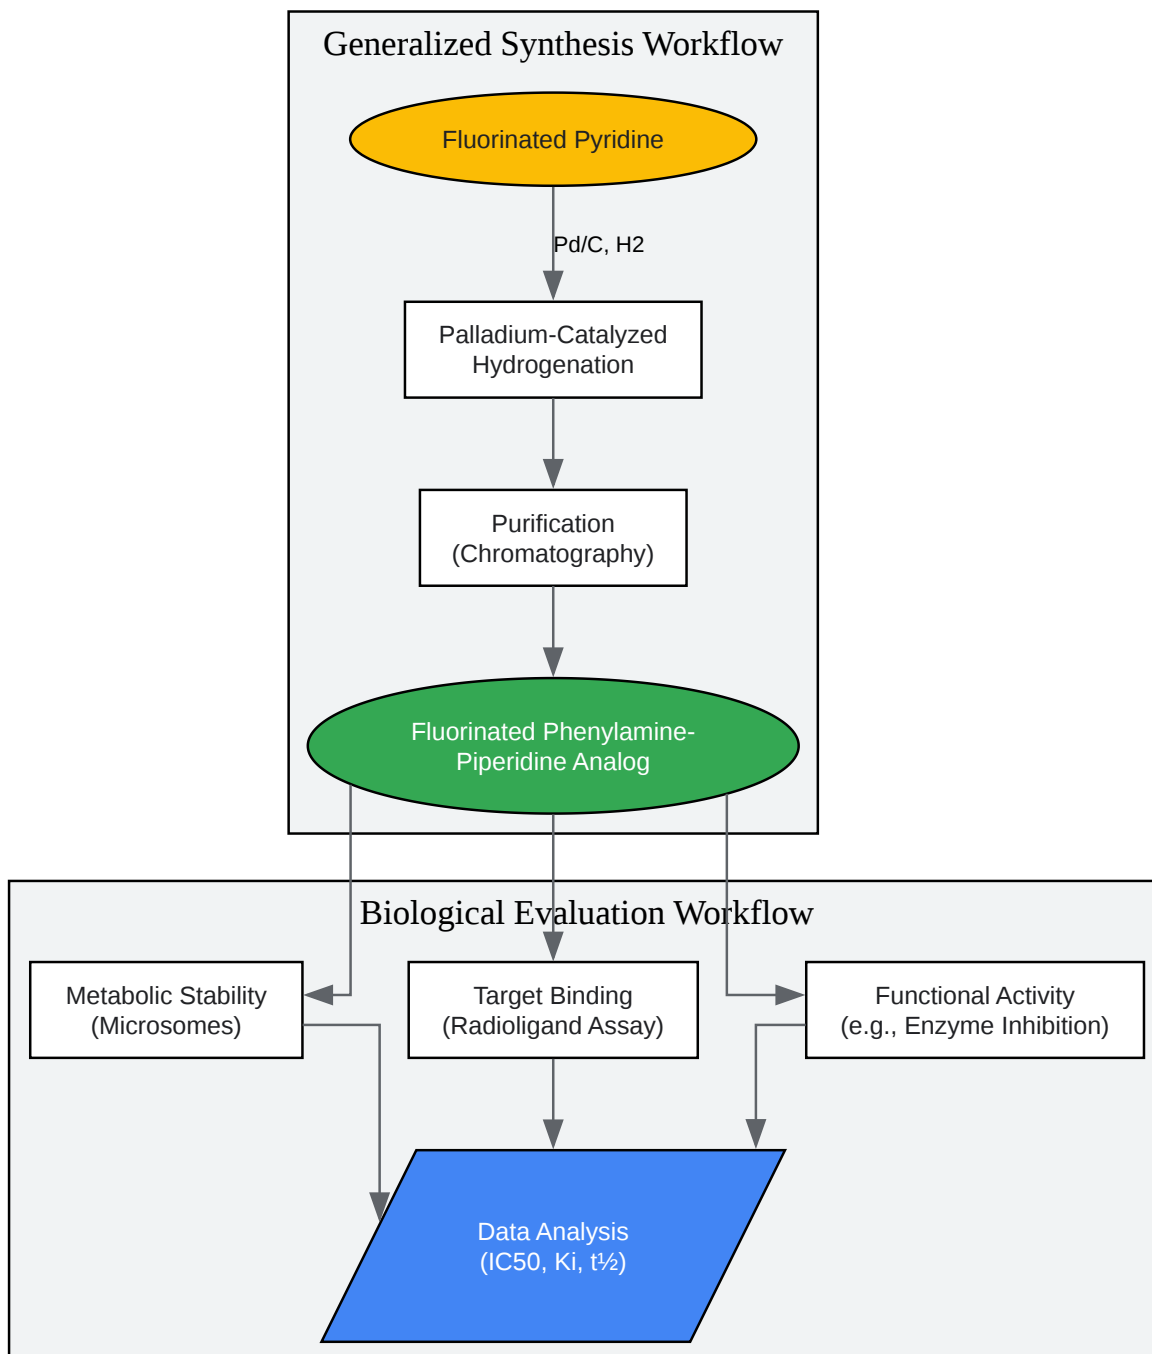 Generalized Synthesis Workflow
Fluorinated Pyridine
Pd/C, H2
Palladium-Catalyzed
Hydrogenation
Purification
(Chromatography)
Fluorinated Phenylamine-
Piperidine Analog
Biological Evaluation Workflow
Metabolic Stability
(Microsomes)
Target Binding
(Radioligand Assay)
Functional Activity
(e.g., Enzyme Inhibition)
Data Analysis
(IC50, Ki, t½)